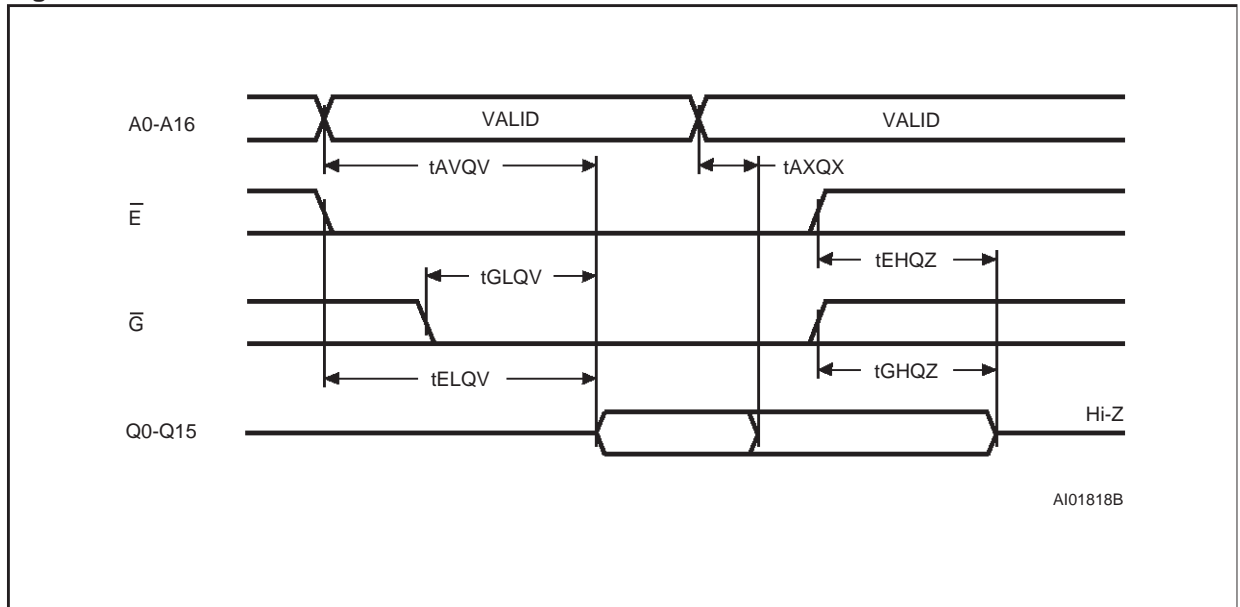 A0-A16
VALID
VALID
tAVQV
tAXQX
E
tEHQZ
tGLQV
G
tGHQZ
tELQV
Q0-Q15
Hi-Z
AI01818B